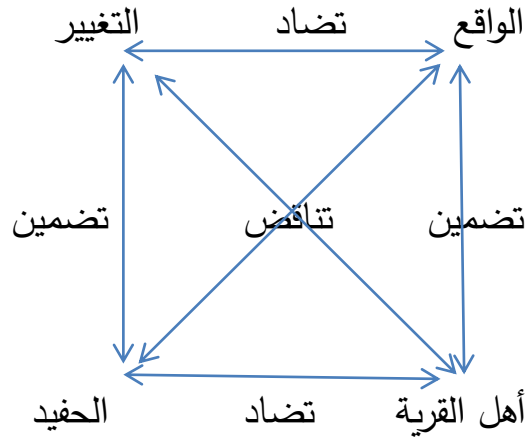 الواقع تضاد التغيير
تضمين تناقض تضمين
أهل القرية تضاد الحفيد